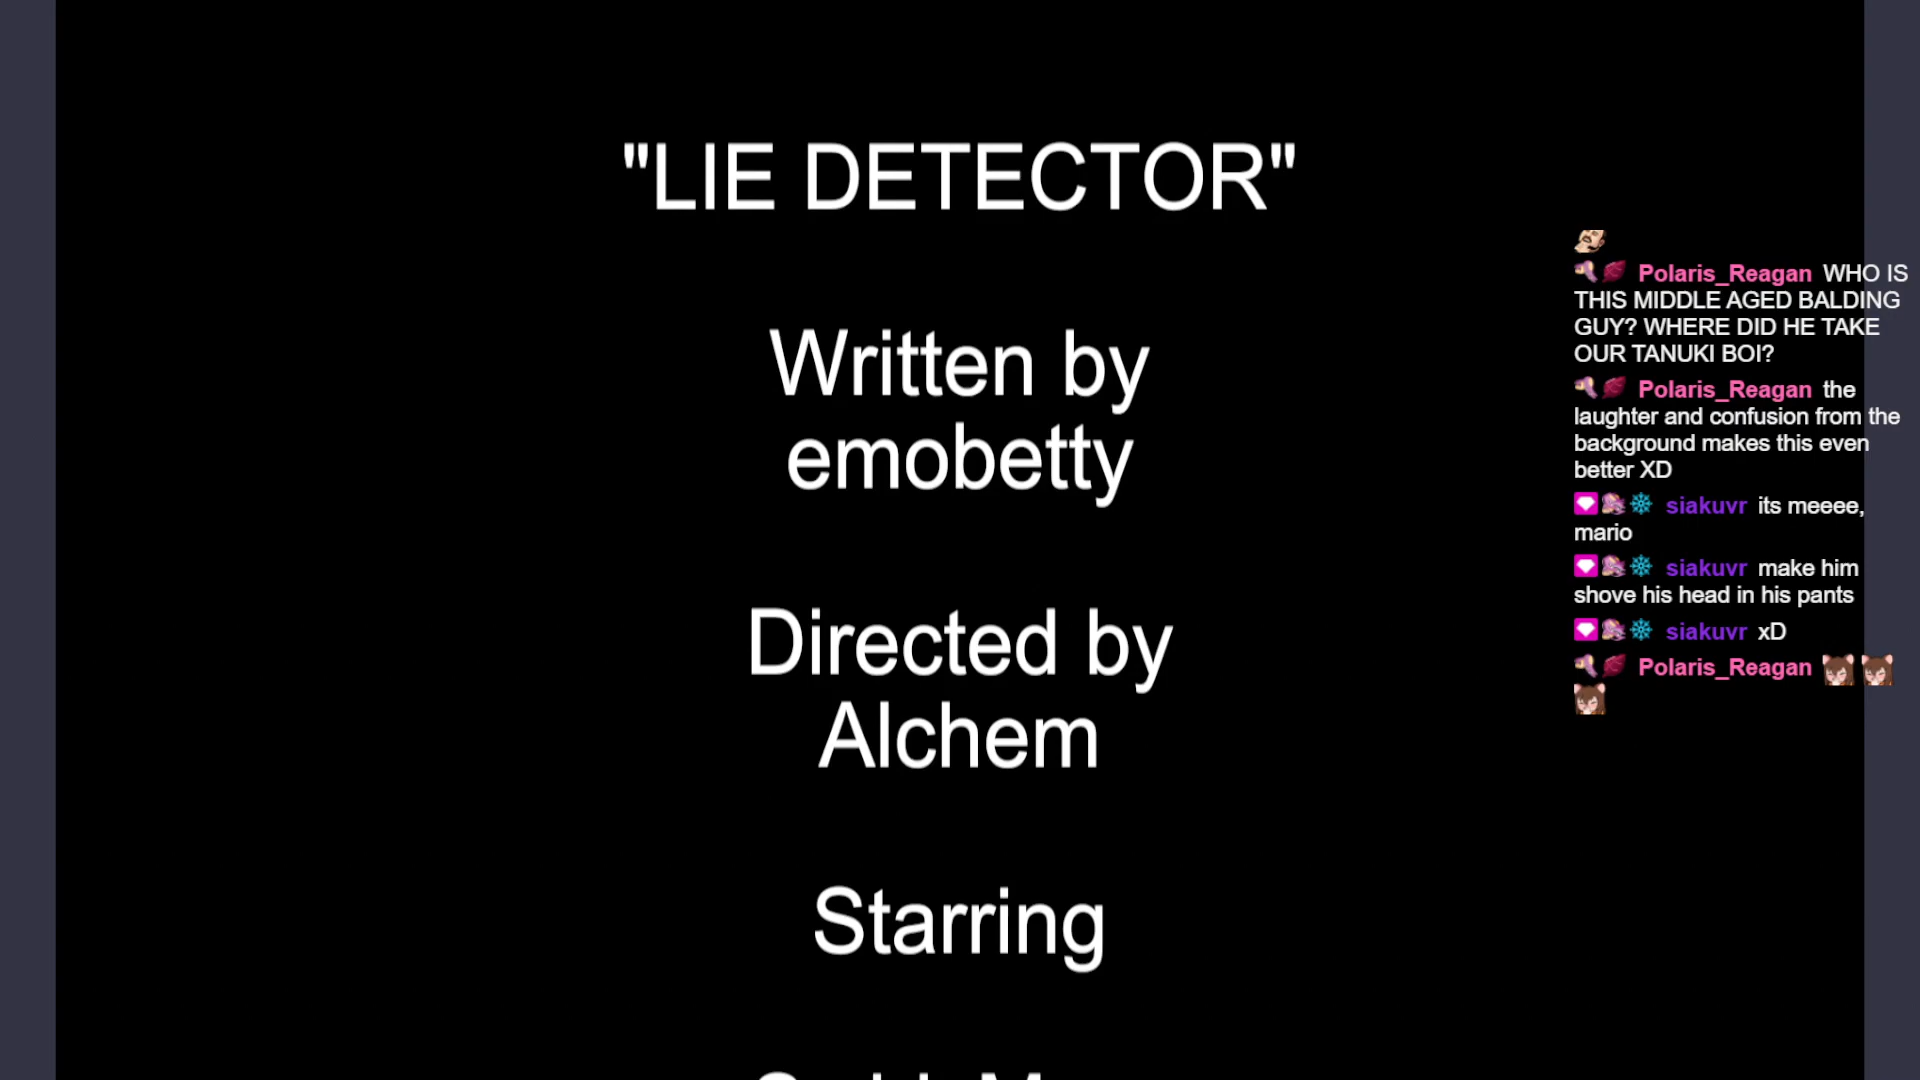 "LIE DETECTOR"
Written by
emobetty
Directed by
Alchem
Starring
Polaris_Reagan WHO IS
THIS MIDDLE AGED BALDING
GUY? WHERE DID HE TAKE
OUR TANUKI BOI?
Polaris_Reagan the
laughter and confusion from the
background makes this even
better XD
siakuvr its meeee,
mario
siakuvr make him
shove his head in his pants
siakuvr xD
Polaris_Reagan